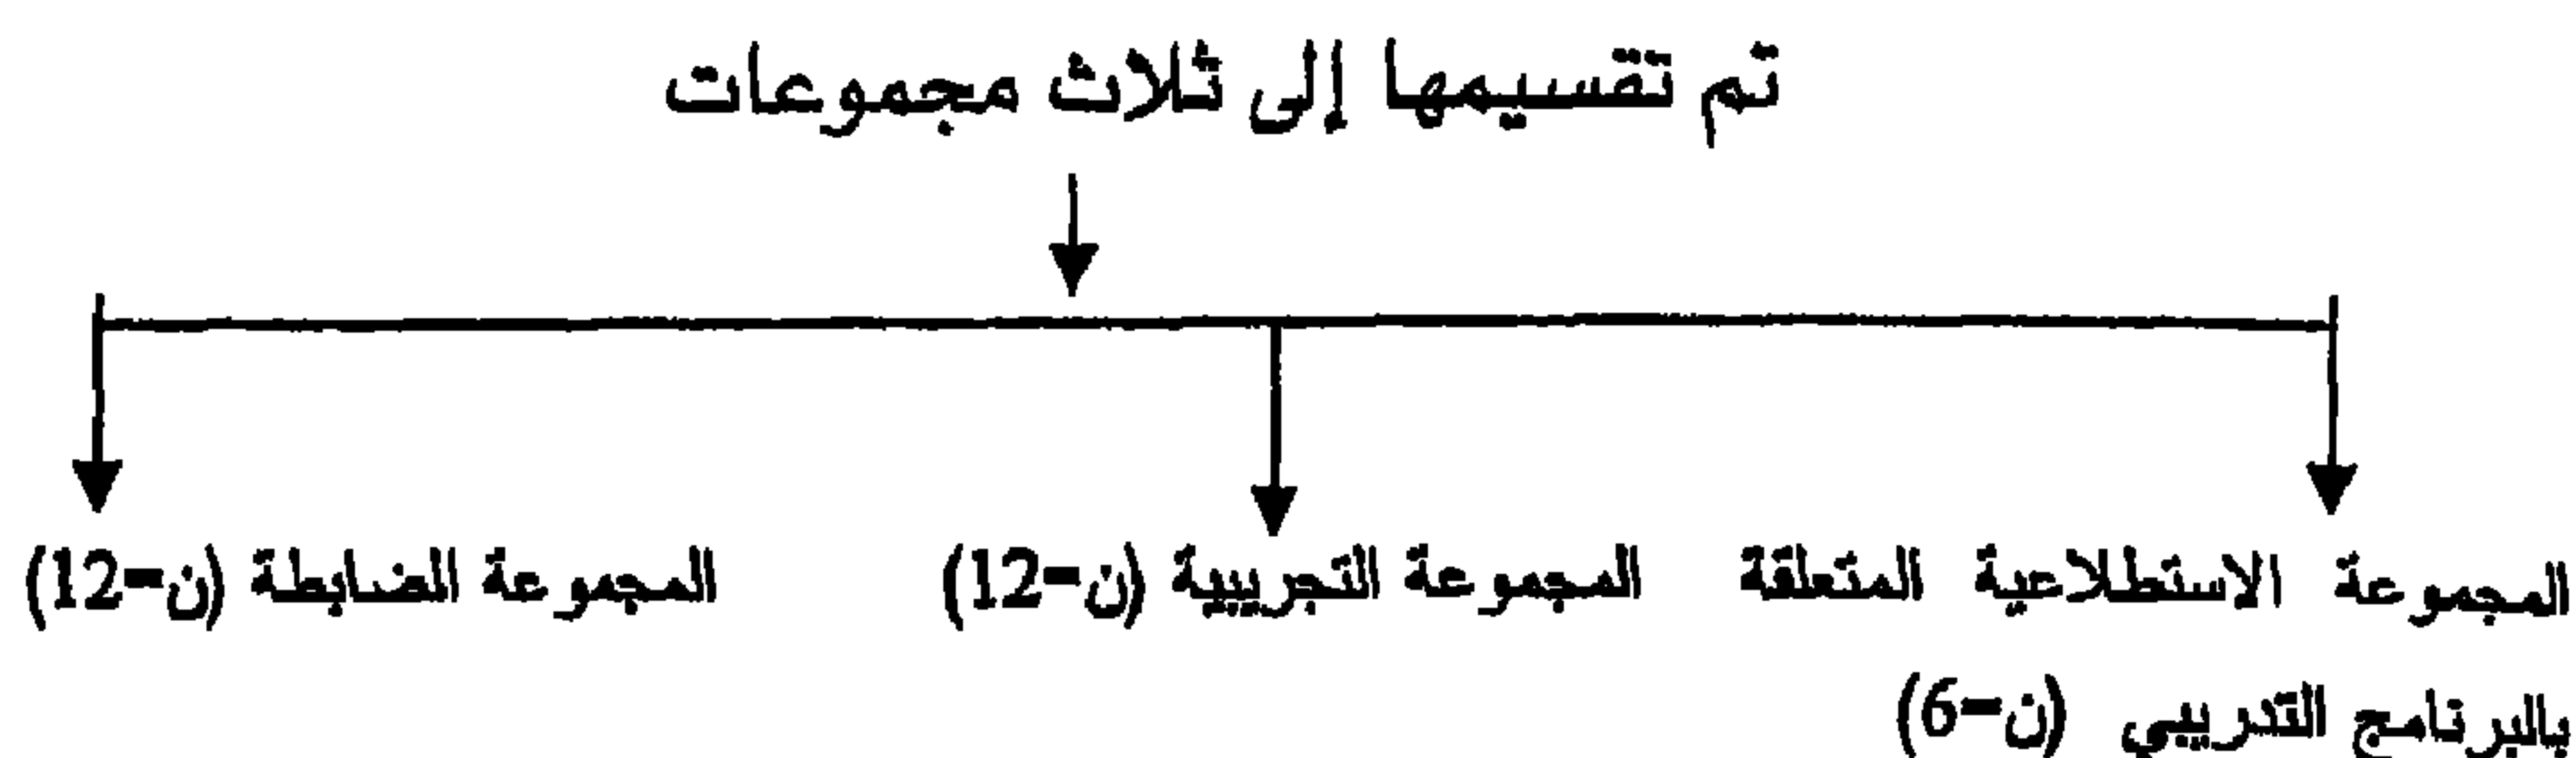 تم تقسيمها إلى ثلاث مجموعات
المجموعة الاستطلاعية المتعلقة
بالبرنامج التدريبي (ن=6)
المجموعة التجريبية (ن=12)
المجموعة الضابطة (ن=12)